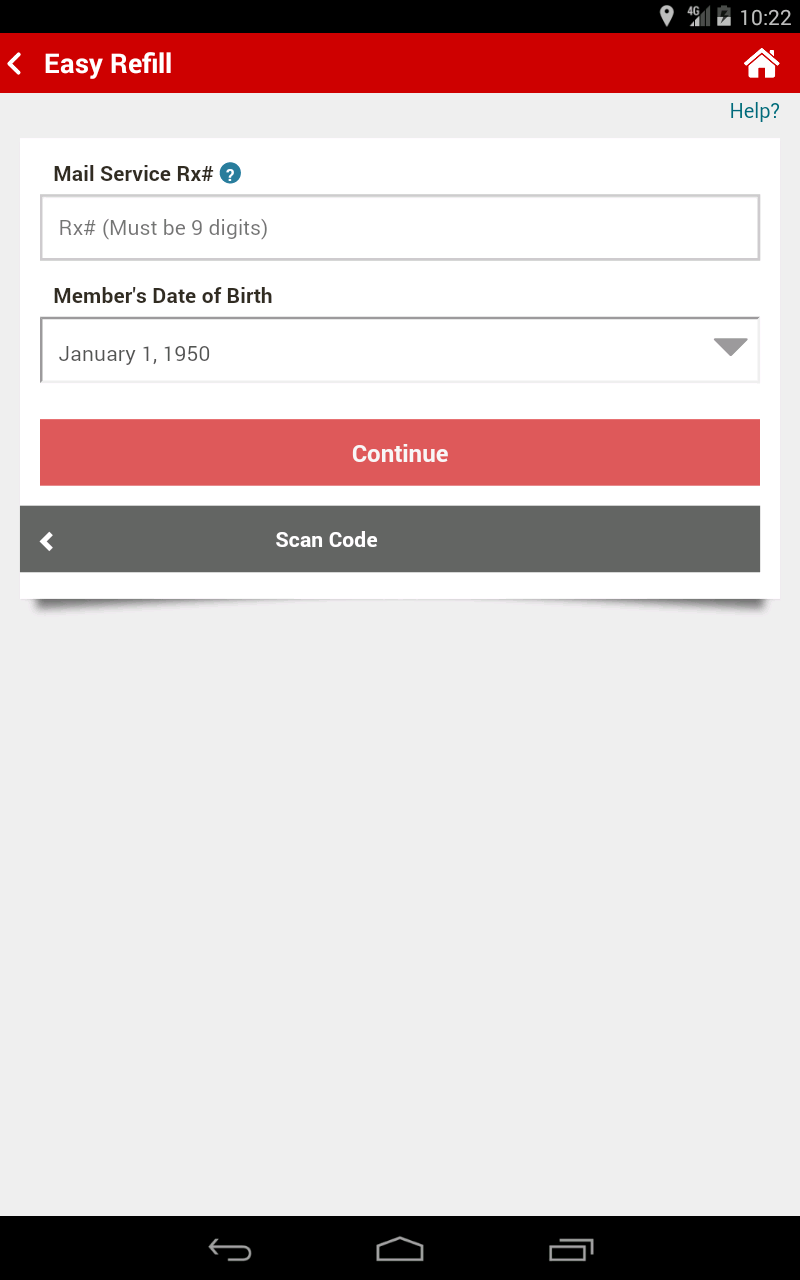 4G 10:22
Easy Refill
Help?
Mail Service Rx# ?
Rx# (Must be 9 digits)
Member's Date of Birth
January 1, 1950
Continue
Scan Code